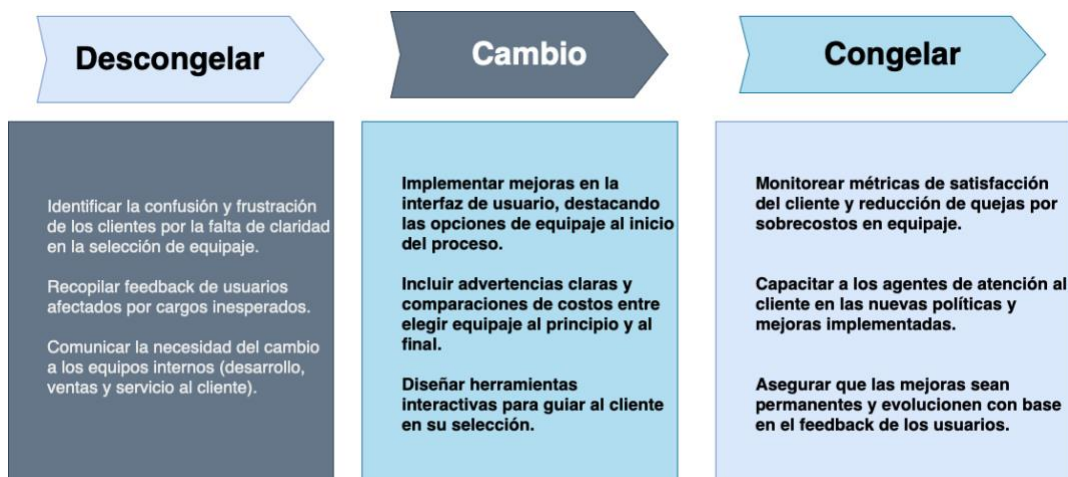 Descongelar
Identificar la confusión y frustración
de los clientes por la falta de claridad
en la selección de equipaje.
Recopilar feedback de usuarios
afectados por cargos inesperados.
Comunicar la necesidad del cambio
a los equipos internos (desarrollo,
ventas y servicio al cliente).
Cambio
Implementar mejoras en la
interfaz de usuario, destacando
las opciones de equipaje al inicio
del proceso.
Incluir advertencias claras y
comparaciones de costos entre
elegir equipaje al principio y al
final.
Diseñar herramientas
interactivas para guiar al cliente
en su selección.
Congelar
Monitorear métricas de satisfacción
del cliente y reducción de quejas por
sobrecostos en equipaje.
Capacitar a los agentes de atención al
cliente en las nuevas políticas y
mejoras implementadas.
Asegurar que las mejoras sean
permanentes y evolucionen con base
en el feedback de los usuarios.